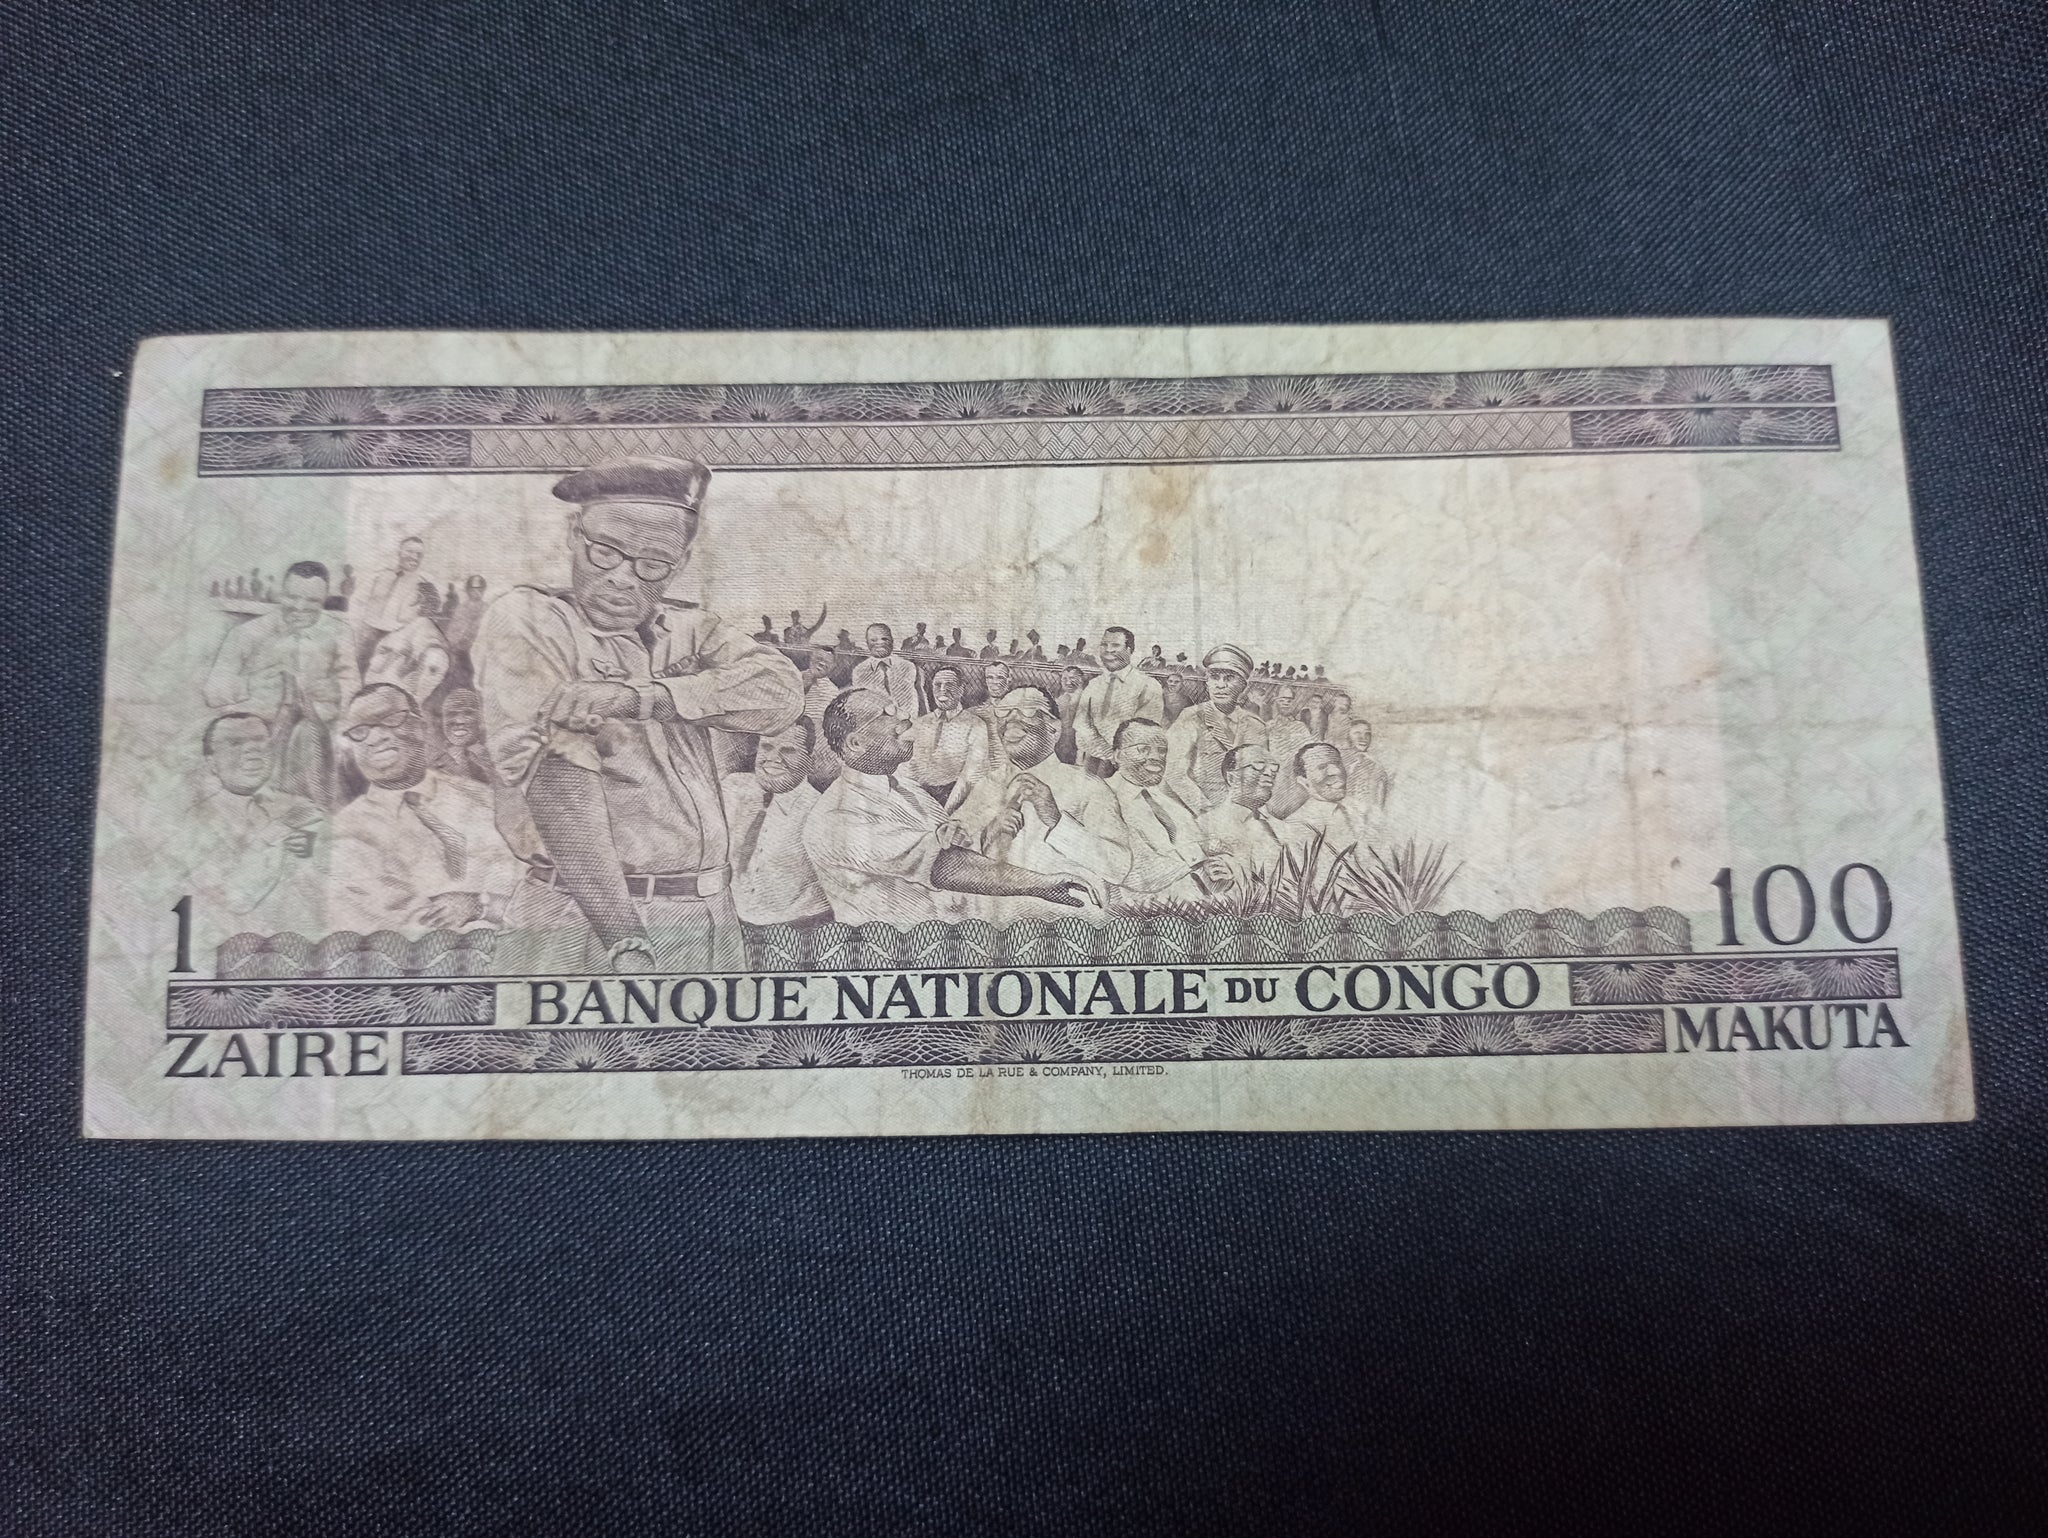 1
100
BANQUE NATIONALE DU CONGO
ZAÏRE
MAKUTA
THOMAS DE LA RUE & COMPANY, LIMITED.